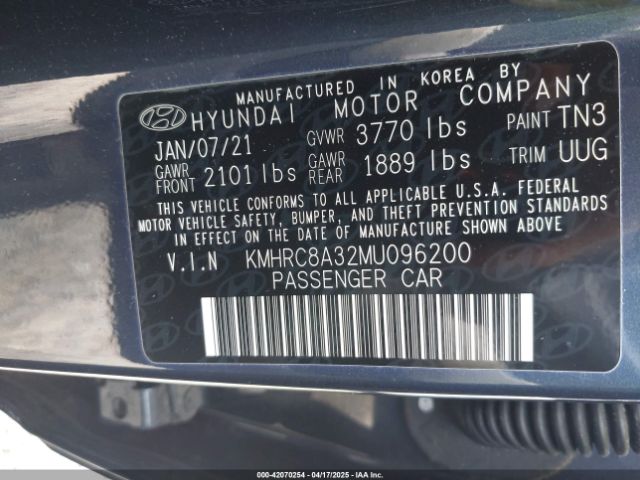 MANUFACTURED IN KOREA BY
HYUNDAI MOTOR COMPANY
JAN/07/21 GVWR 3770 lbs PAINT TN3
GAWR FRONT 2101 lbs GAWR REAR 1889 lbs TRIM UUG
THIS VEHICLE CONFORMS TO ALL APPLICABLE U.S.A. FEDERAL
MOTOR VEHICLE SAFETY, BUMPER, AND THEFT PREVENTION STANDARDS
IN EFFECT ON THE DATE OF MANUFACTURE SHOWN ABOVE
V.I.N KMHRC8A32MU096200
PASSENGER CAR
000-42070254 - 04/17/2025 - COPYRIGHT IAA, LLC.